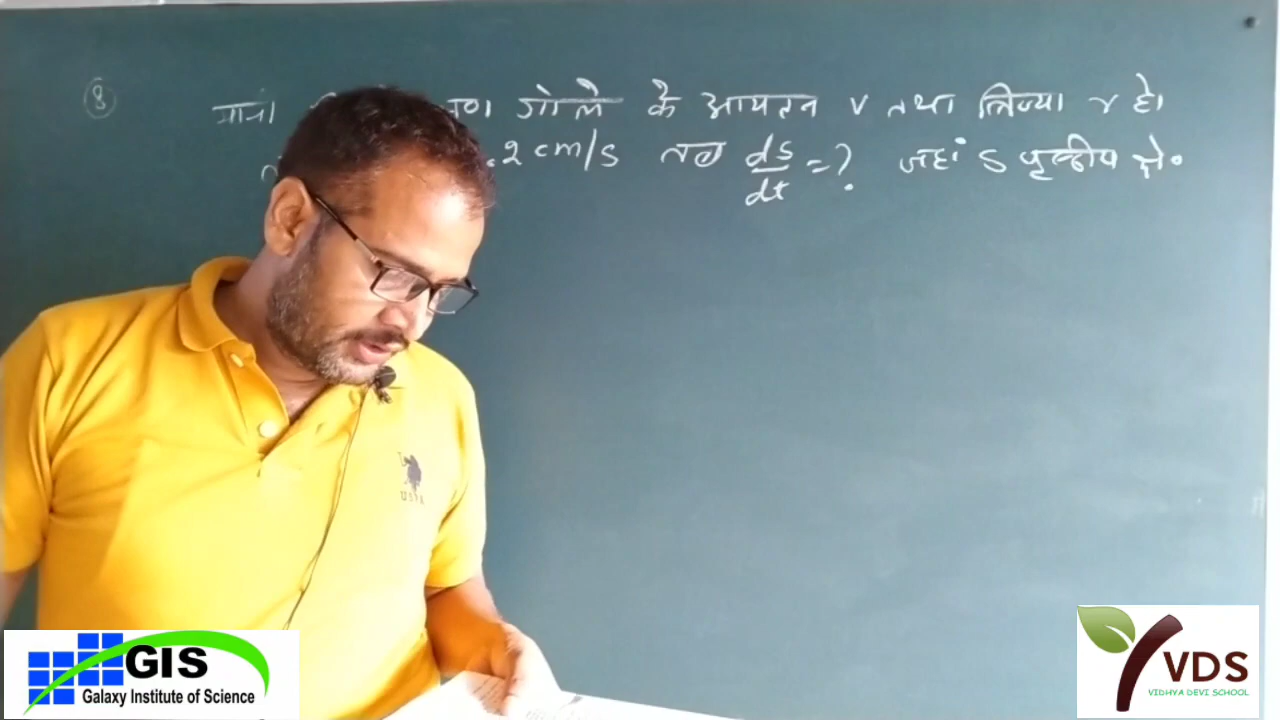 8 माना ण गोले के आयतन v तथा त्रिज्या r है।
.2 cm/s तब ds/dt = ? जहां S पृष्ठीय क्षे०
USPA
GIS
Galaxy Institute of Science
VDS
VIDHYA DEVI SCHOOL